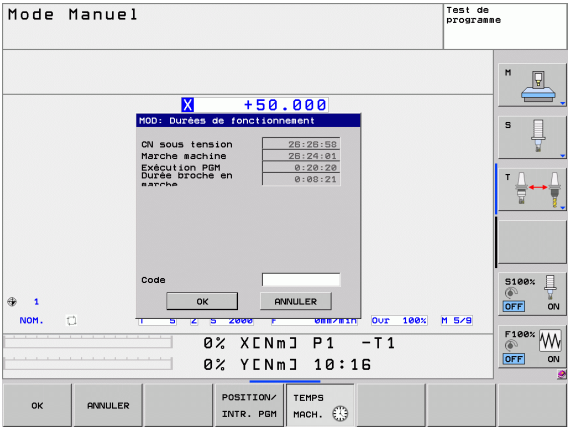 Mode Manuel
Test de
programme
X +50.000
MOD: Durées de fonctionnement
CN sous tension 26:26:58
Marche machine 26:24:01
Exécution PGM 0:20:20
Durée broche en 0:08:21
marche
Code
OK ANNULER
M
S
T
1
NOM. T 5 Z S 2000 F 0mm/min Ovr 100% M 5/9
0% X[Nm] P1 -T1
0% Y[Nm] 10:16
S100%
OFF ON
F100%
OFF ON
OK
ANNULER
POSITION/
INTR. PGM
TEMPS
MACH.